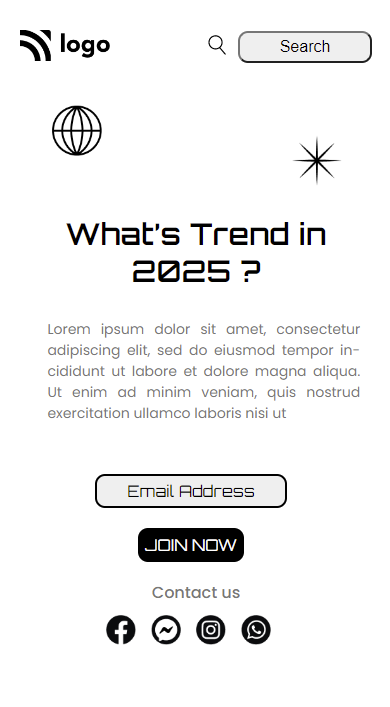 logo
Search
What's Trend in
2025 ?
Lorem ipsum dolor sit amet, consectetur
adipiscing elit, sed do eiusmod tempor in-
cididunt ut labore et dolore magna aliqua.
Ut enim ad minim veniam, quis nostrud
exercitation ullamco laboris nisi ut
Email Address
JOIN NOW
Contact us